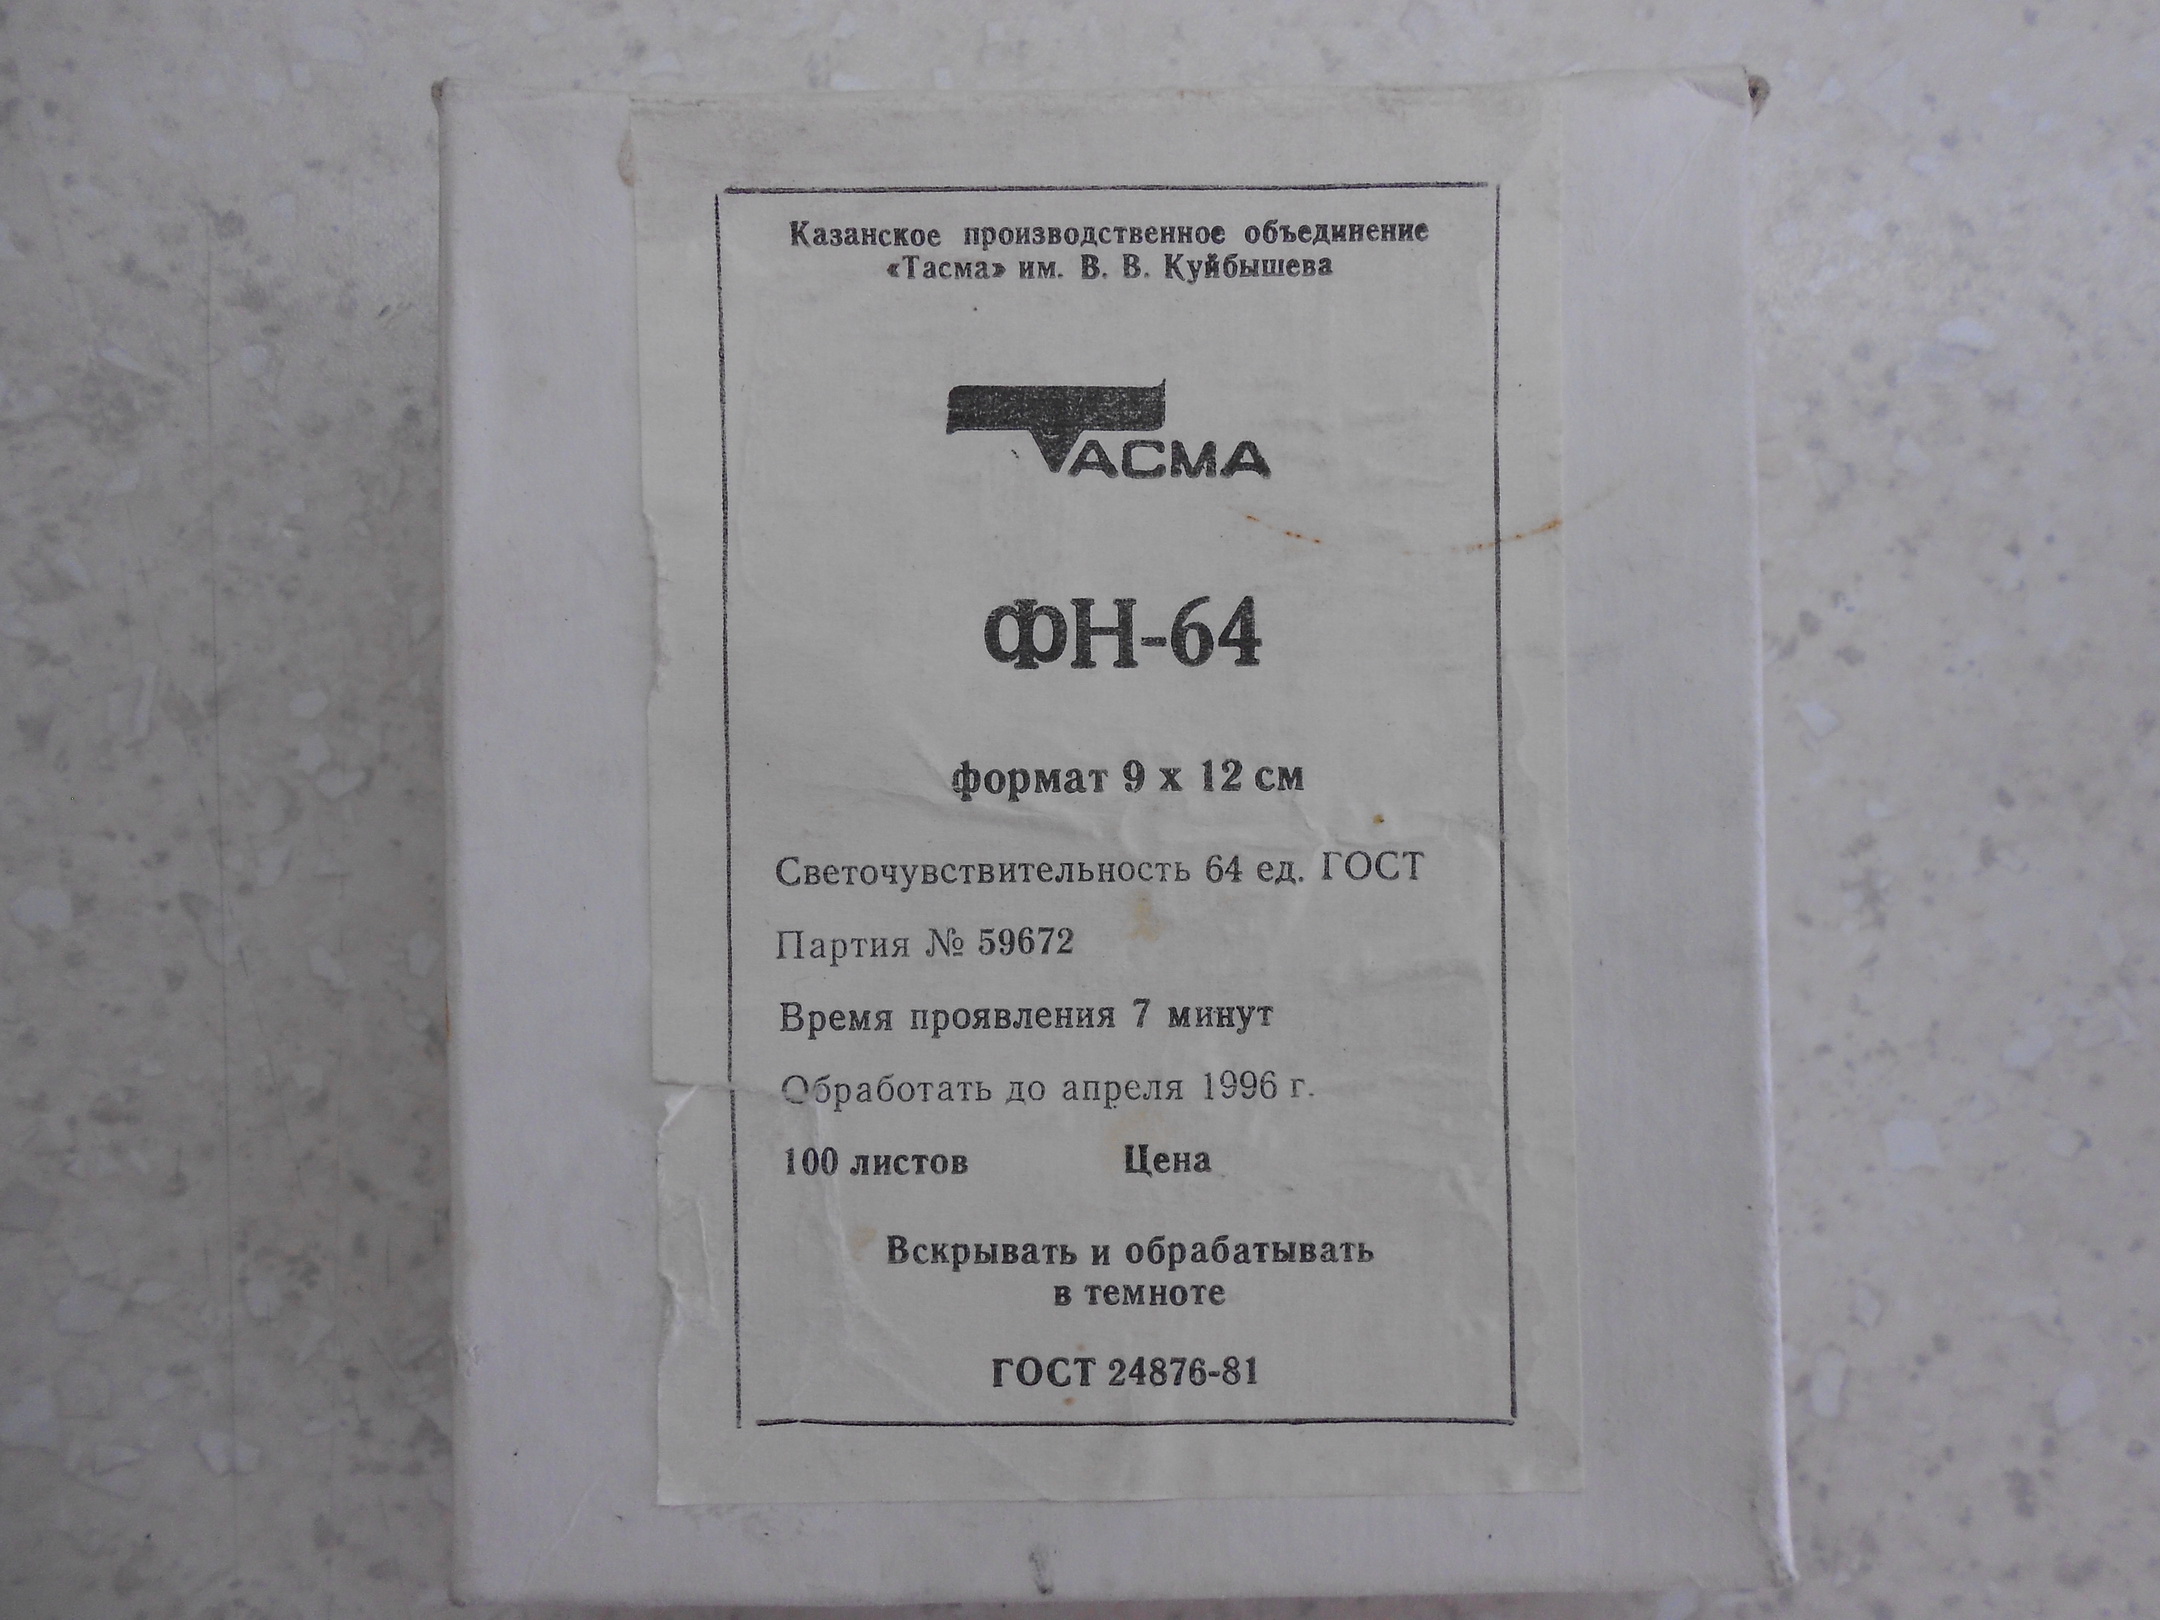 Казанское производственное объединение
«Тасма» им. В. В. Куйбышева
ТАСМА
ФН-64
формат 9 х 12 см
Светочувствительность 64 ед. ГОСТ
Партия № 59672
Время проявления 7 минут
Обработать до апреля 1996 г.
100 листов Цена
Вскрывать и обрабатывать
в темноте
ГОСТ 24876-81